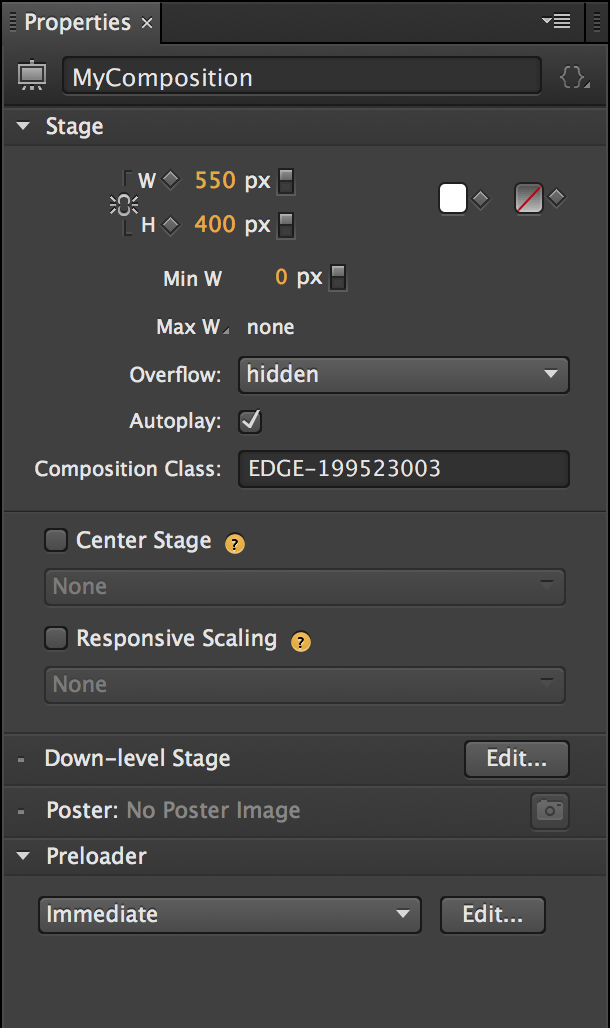 Properties ×
MyComposition {}
Stage
W 550 px
H 400 px
Min W 0 px
Max W none
Overflow: hidden
Autoplay:
Composition Class: EDGE-199523003
Center Stage ?
None
Responsive Scaling ?
None
Down-level Stage Edit...
Poster: No Poster Image
Preloader
Immediate Edit...